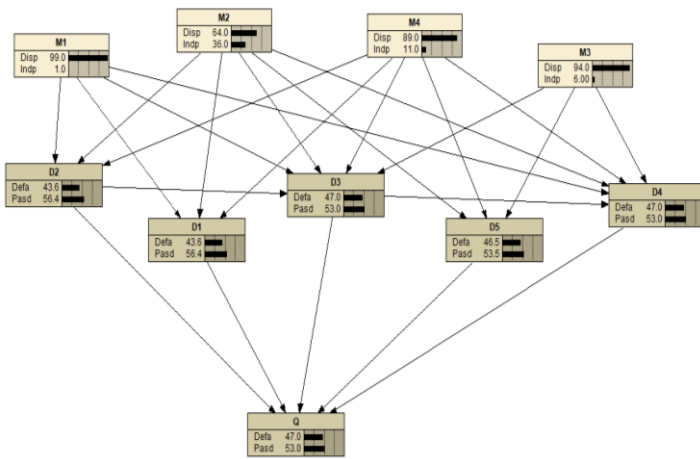 M1
Disp 99.0
Indp 1.0
M2
Disp 64.0
Indp 36.0
M4
Disp 89.0
Indp 11.0
M3
Disp 94.0
Indp 6.00
D2
Defa 43.6
Pasd 56.4
D1
Defa 43.6
Pasd 56.4
D3
Defa 47.0
Pasd 53.0
D5
Defa 46.5
Pasd 53.5
D4
Defa 47.0
Pasd 53.0
Q
Defa 47.0
Pasd 53.0